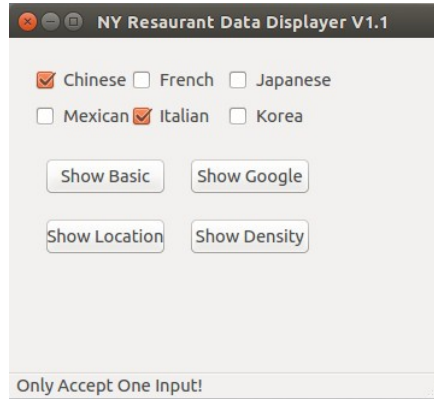 NY Resaurant Data Displayer V1.1
Chinese French Japanese
Mexican Italian Korea
Show Basic Show Google
Show Location Show Density
Only Accept One Input!